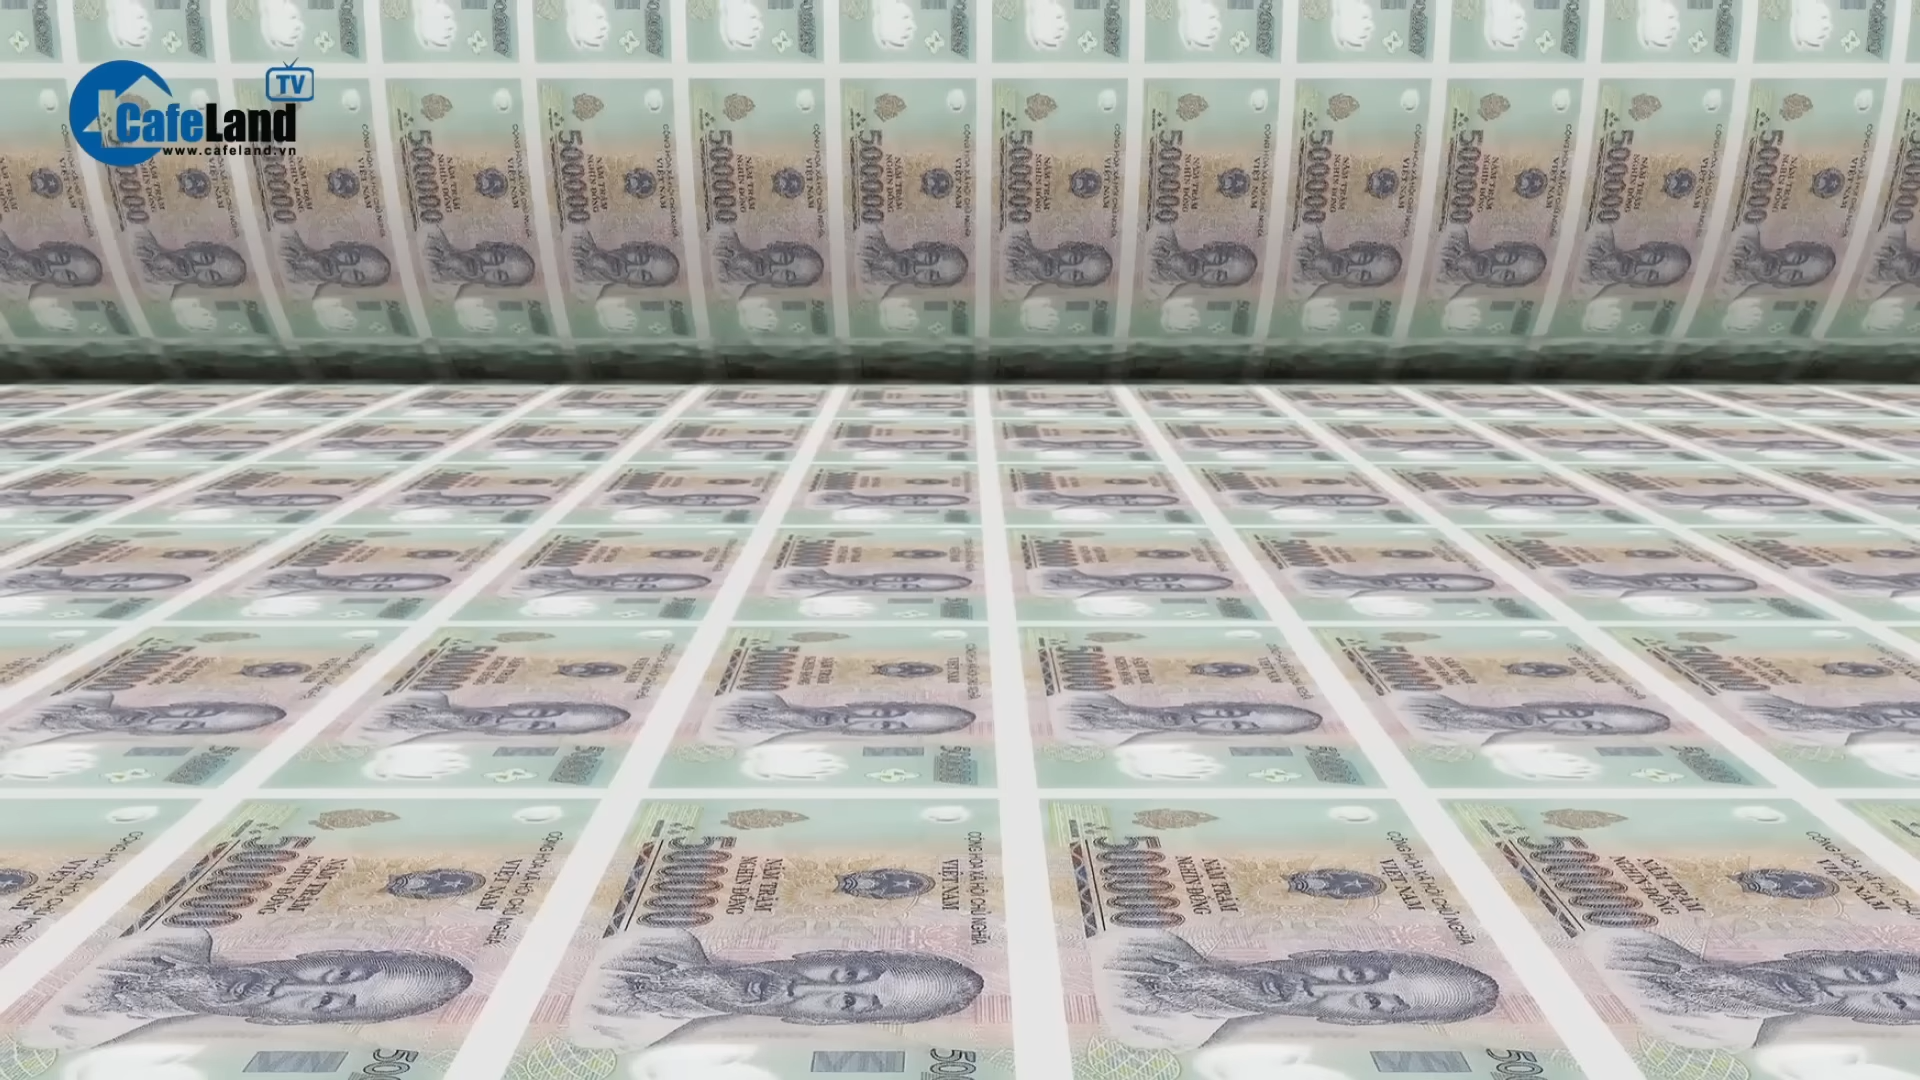 TV
CafeLand
www.cafeland.vn
CỘNG HÒA XÃ HỘI CHỦ NGHĨA
VIỆT NAM
NĂM TRĂM
NGHÌN ĐỒNG
500000